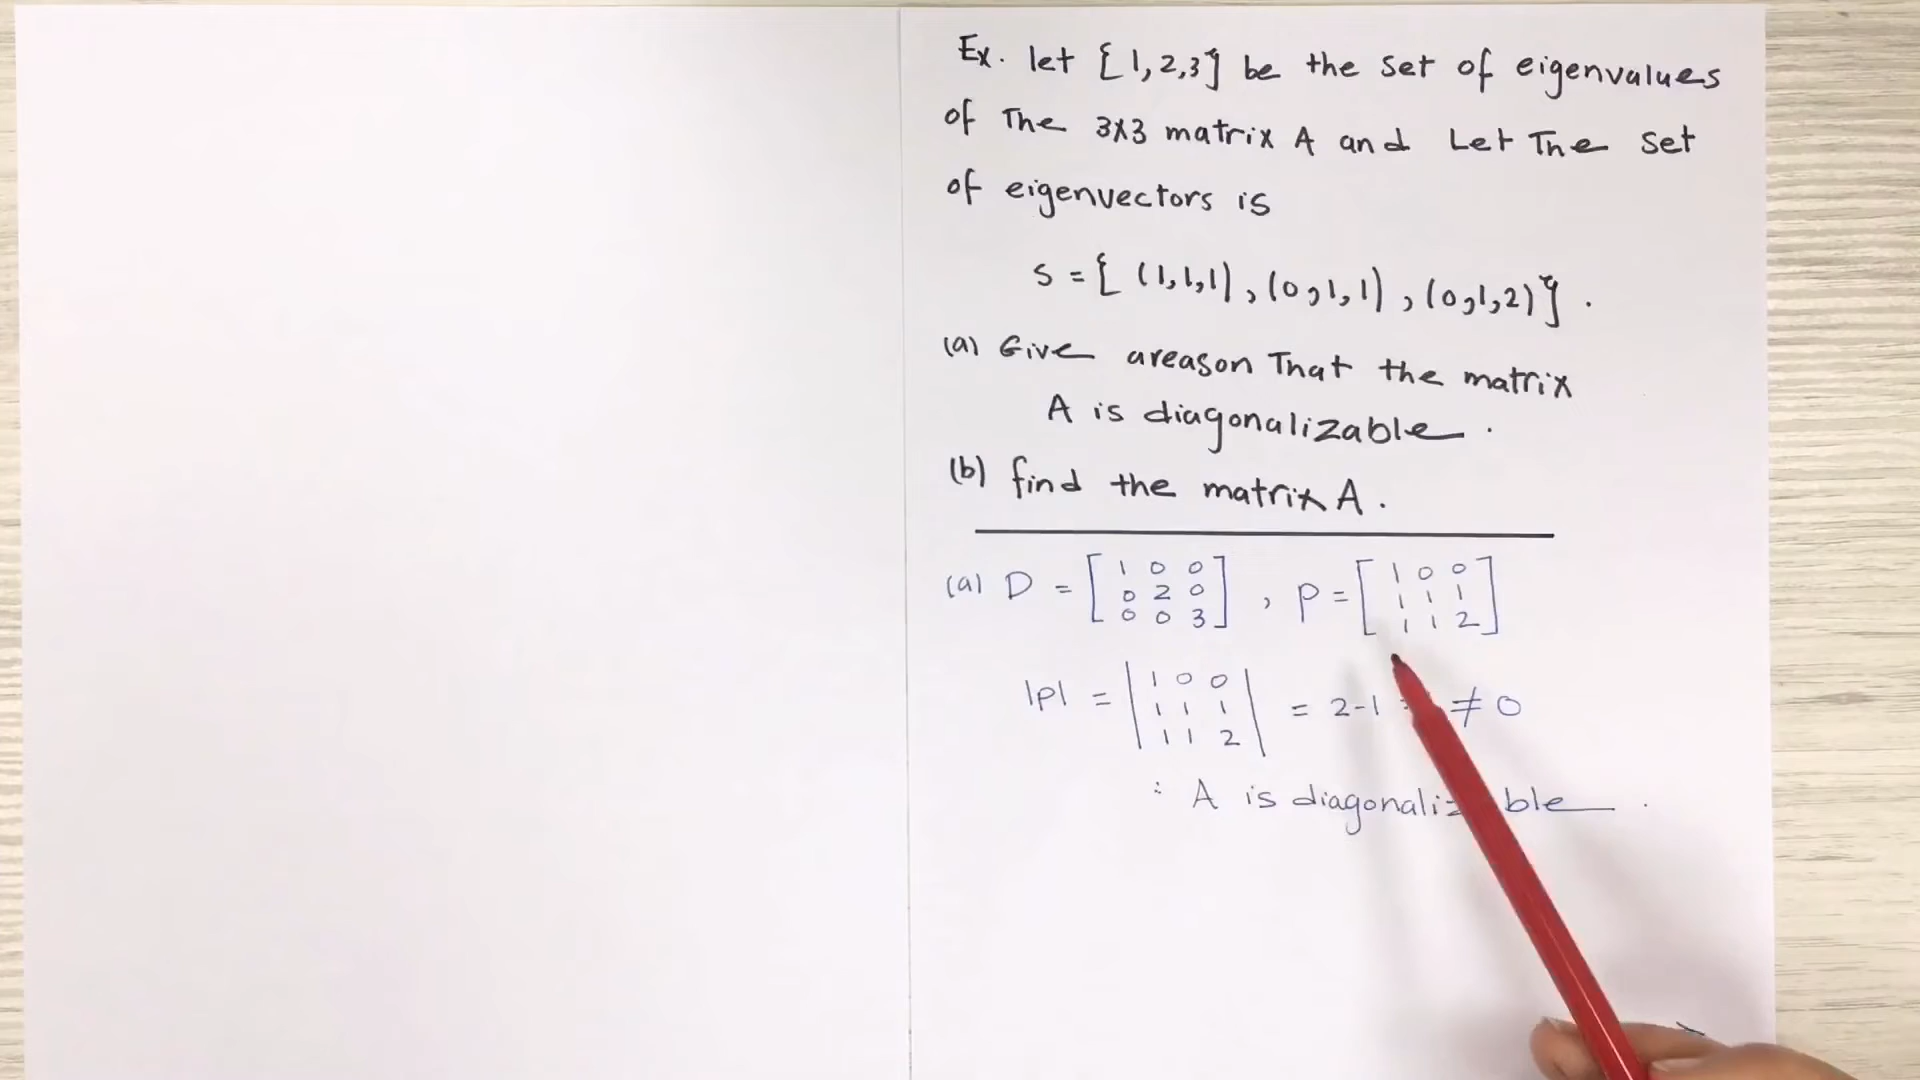 Ex. let {1,2,3} be the set of eigenvalues
of The 3x3 matrix A and Let The set
of eigenvectors is
S = { (1,1,1) , (0,1,1) , (0,1,2) } .
(a) Give areason That the matrix
A is diagonalizable .
(b) find the matrix A .
(a) D = [ 1 0 0 ; 0 2 0 ; 0 0 3 ] , P = [ 1 0 0 ; 1 1 1 ; 1 1 2 ]
|P| = | 1 0 0 ; 1 1 1 ; 1 1 2 | = 2-1 ≠ 0
∴ A is